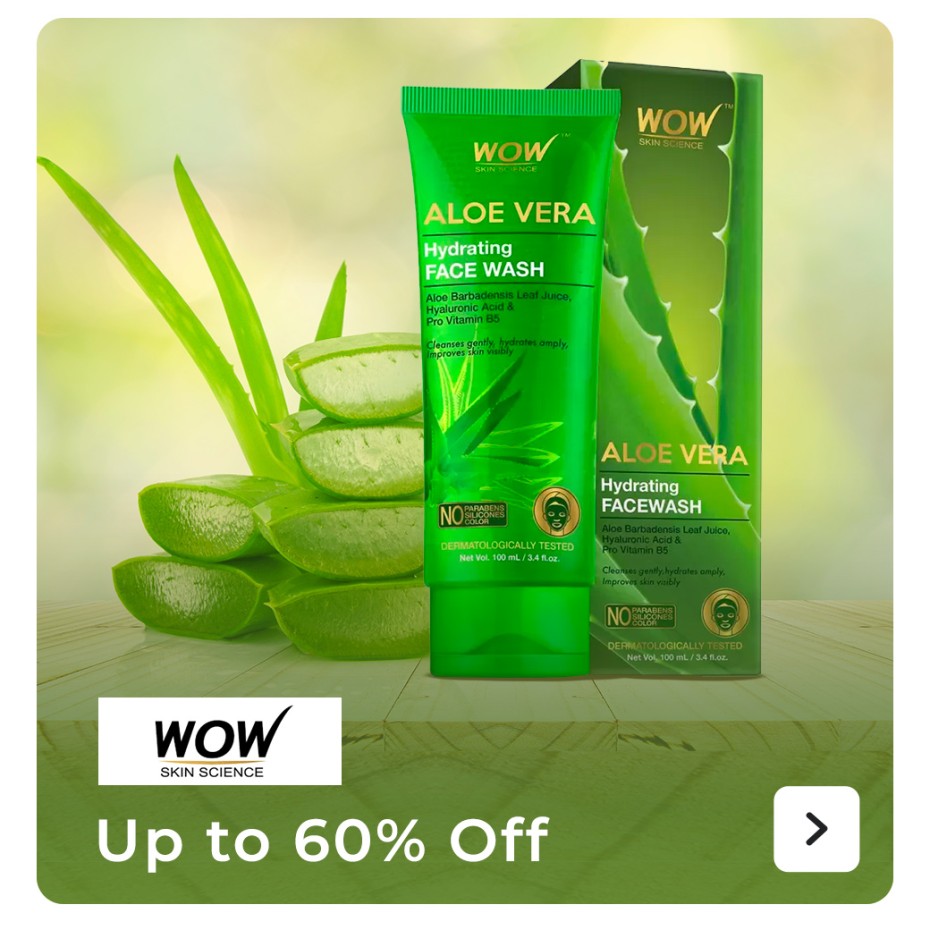 WOW™
SKIN SCIENCE
ALOE VERA
Hydrating
FACE WASH
Aloe Barbadensis Leaf Juice,
Hyaluronic Acid &
Pro Vitamin B5
Cleanses gently, hydrates amply,
Improves skin visibly
NO PARABENS
SILICONES
COLOR
DERMATOLOGICALLY TESTED
Net Vol. 100 mL / 3.4 fl.oz.
WOW™
SKIN SCIENCE
ALOE VERA
Hydrating
FACEWASH
Aloe Barbadensis Leaf Juice,
Hyaluronic Acid &
Pro Vitamin B5
Cleanses gently,hydrates amply,
Improves skin visibly
NO PARABENS
SILICONES
COLOR
DERMATOLOGICALLY TESTED
Net Vol. 100 mL / 3.4 fl.oz.
WOW
SKIN SCIENCE
Up to 60% Off